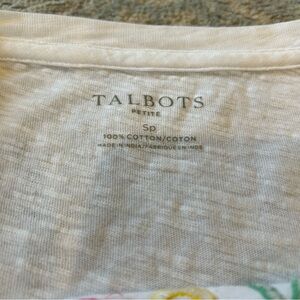 TALBOTS
PETITE
Sp
100% COTTON/COTON
MADE IN INDIA/FABRIQUE EN INDE